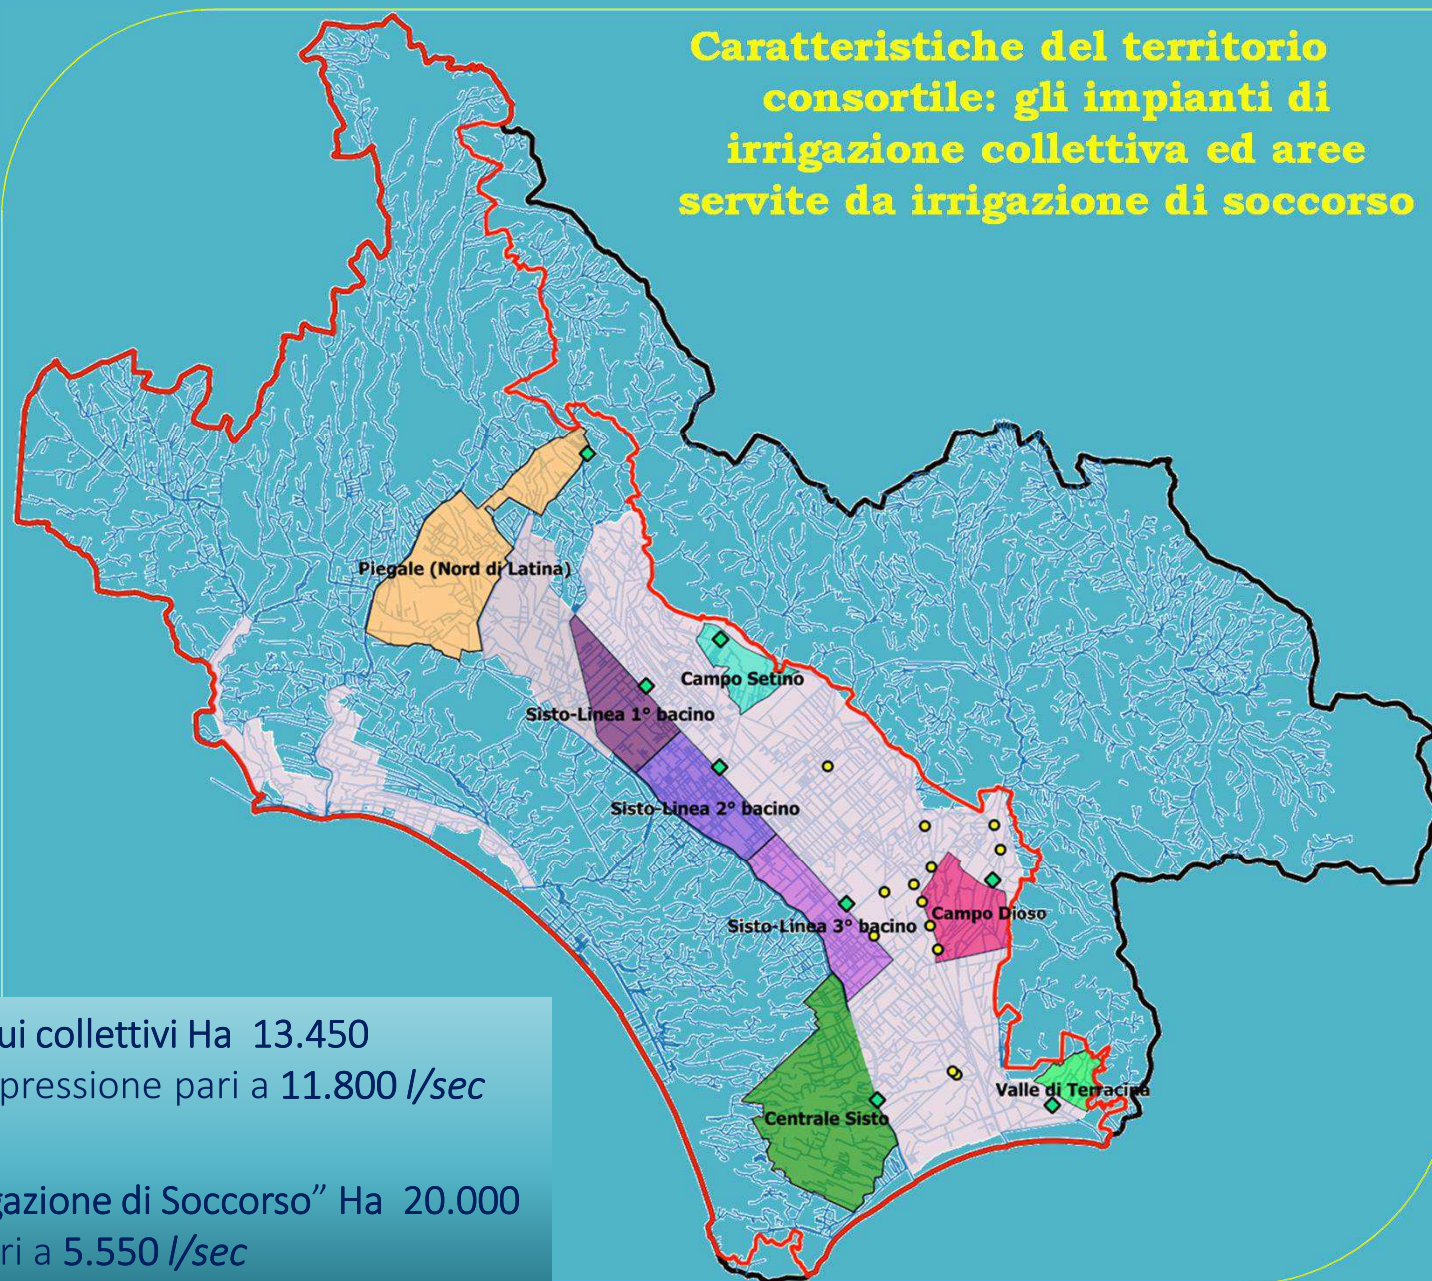 Caratteristiche del territorio
consortile: gli impianti di
irrigazione collettiva ed aree
servite da irrigazione di soccorso
Piegale (Nord di Latina)
Campo Setino
Sisto-Linea 1° bacino
Sisto-Linea 2° bacino
Campo Dioso
Sisto-Linea 3° bacino
Valle di Terracina
Centrale Sisto
ui collettivi Ha 13.450
pressione pari a 11.800 l/sec
gazione di Soccorso” Ha 20.000
ri a 5.550 l/sec